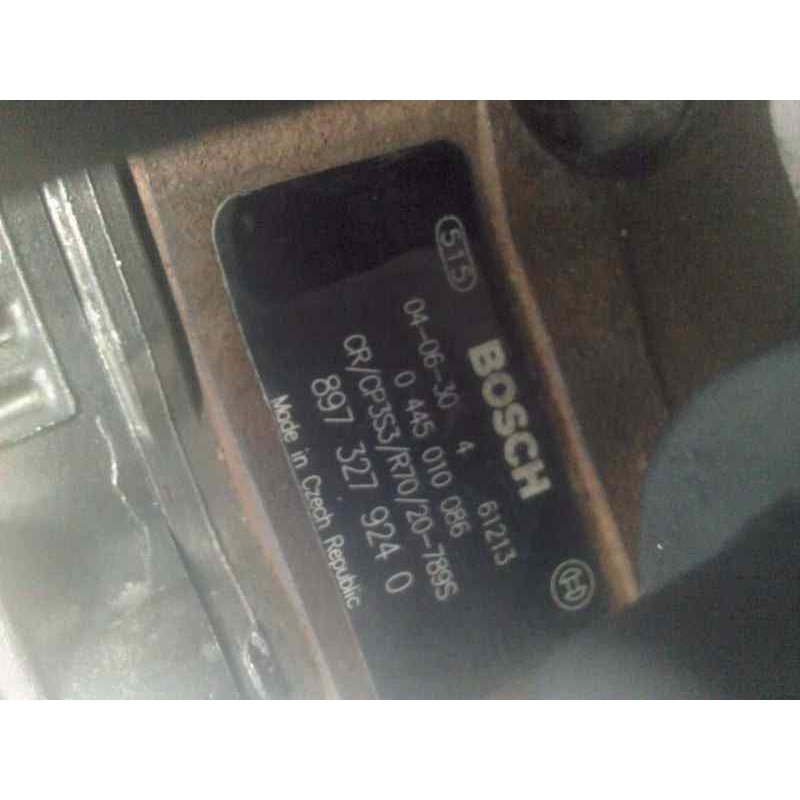 STS
BOSCH
04-06-30 4 61213
0 445 010 086
CR/CP3S3/R70/20-789S
897 327 924 0
Made in Czech Republic